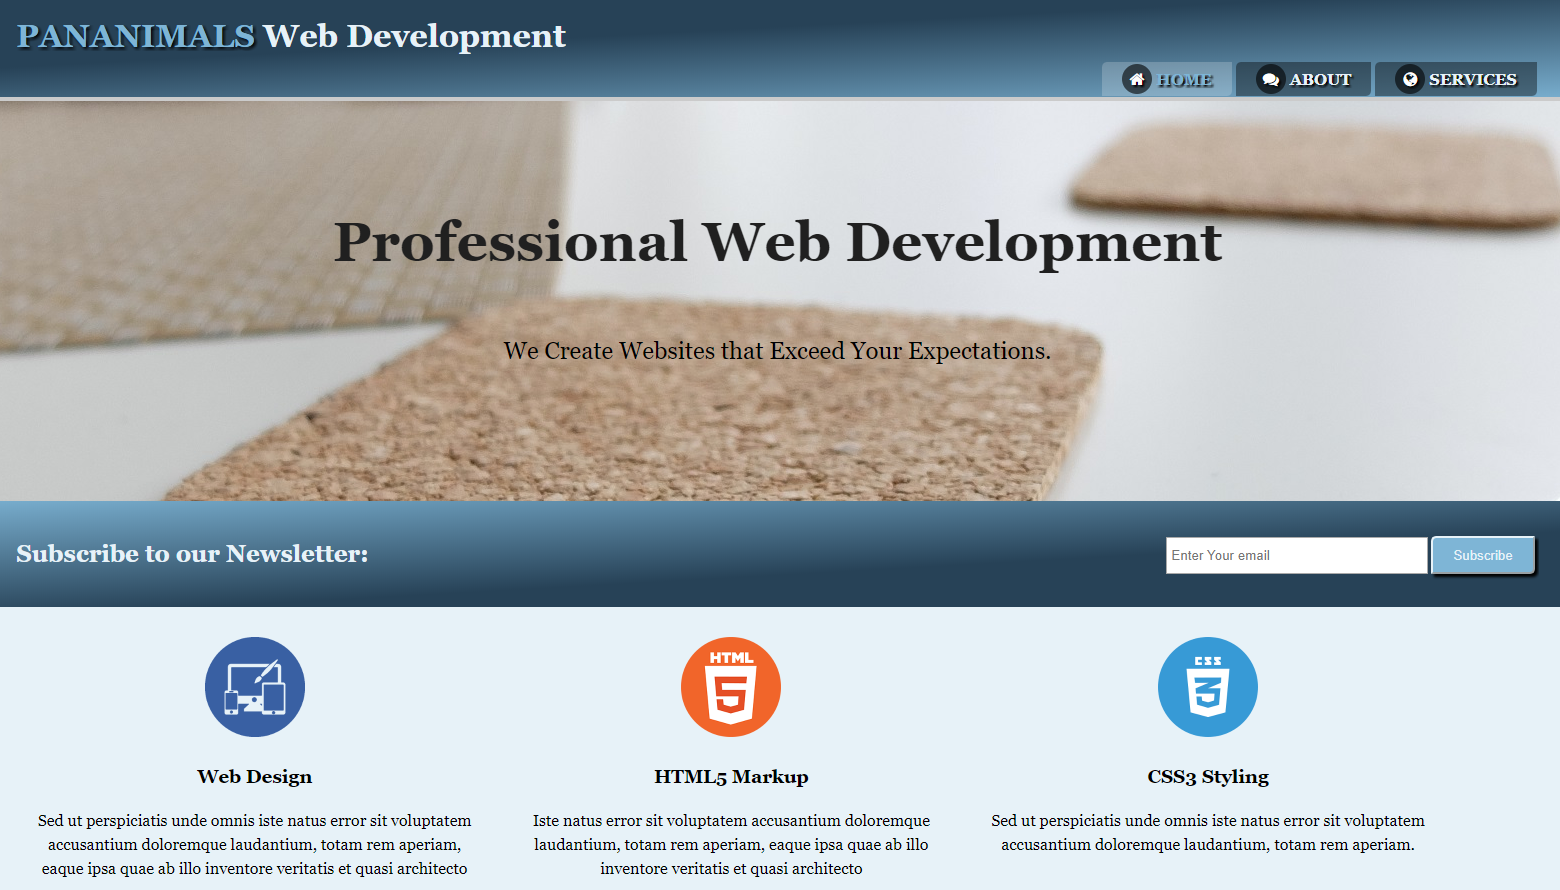 PANANIMALS Web Development
HOME ABOUT SERVICES
Professional Web Development
We Create Websites that Exceed Your Expectations.
Subscribe to our Newsletter:
Enter Your email
Subscribe
HTML
5
CSS
3
Web Design
HTML5 Markup
CSS3 Styling
Sed ut perspiciatis unde omnis iste natus error sit voluptatem
accusantium doloremque laudantium, totam rem aperiam,
eaque ipsa quae ab illo inventore veritatis et quasi architecto
Iste natus error sit voluptatem accusantium doloremque
laudantium, totam rem aperiam, eaque ipsa quae ab illo
inventore veritatis et quasi architecto
Sed ut perspiciatis unde omnis iste natus error sit voluptatem
accusantium doloremque laudantium, totam rem aperiam.